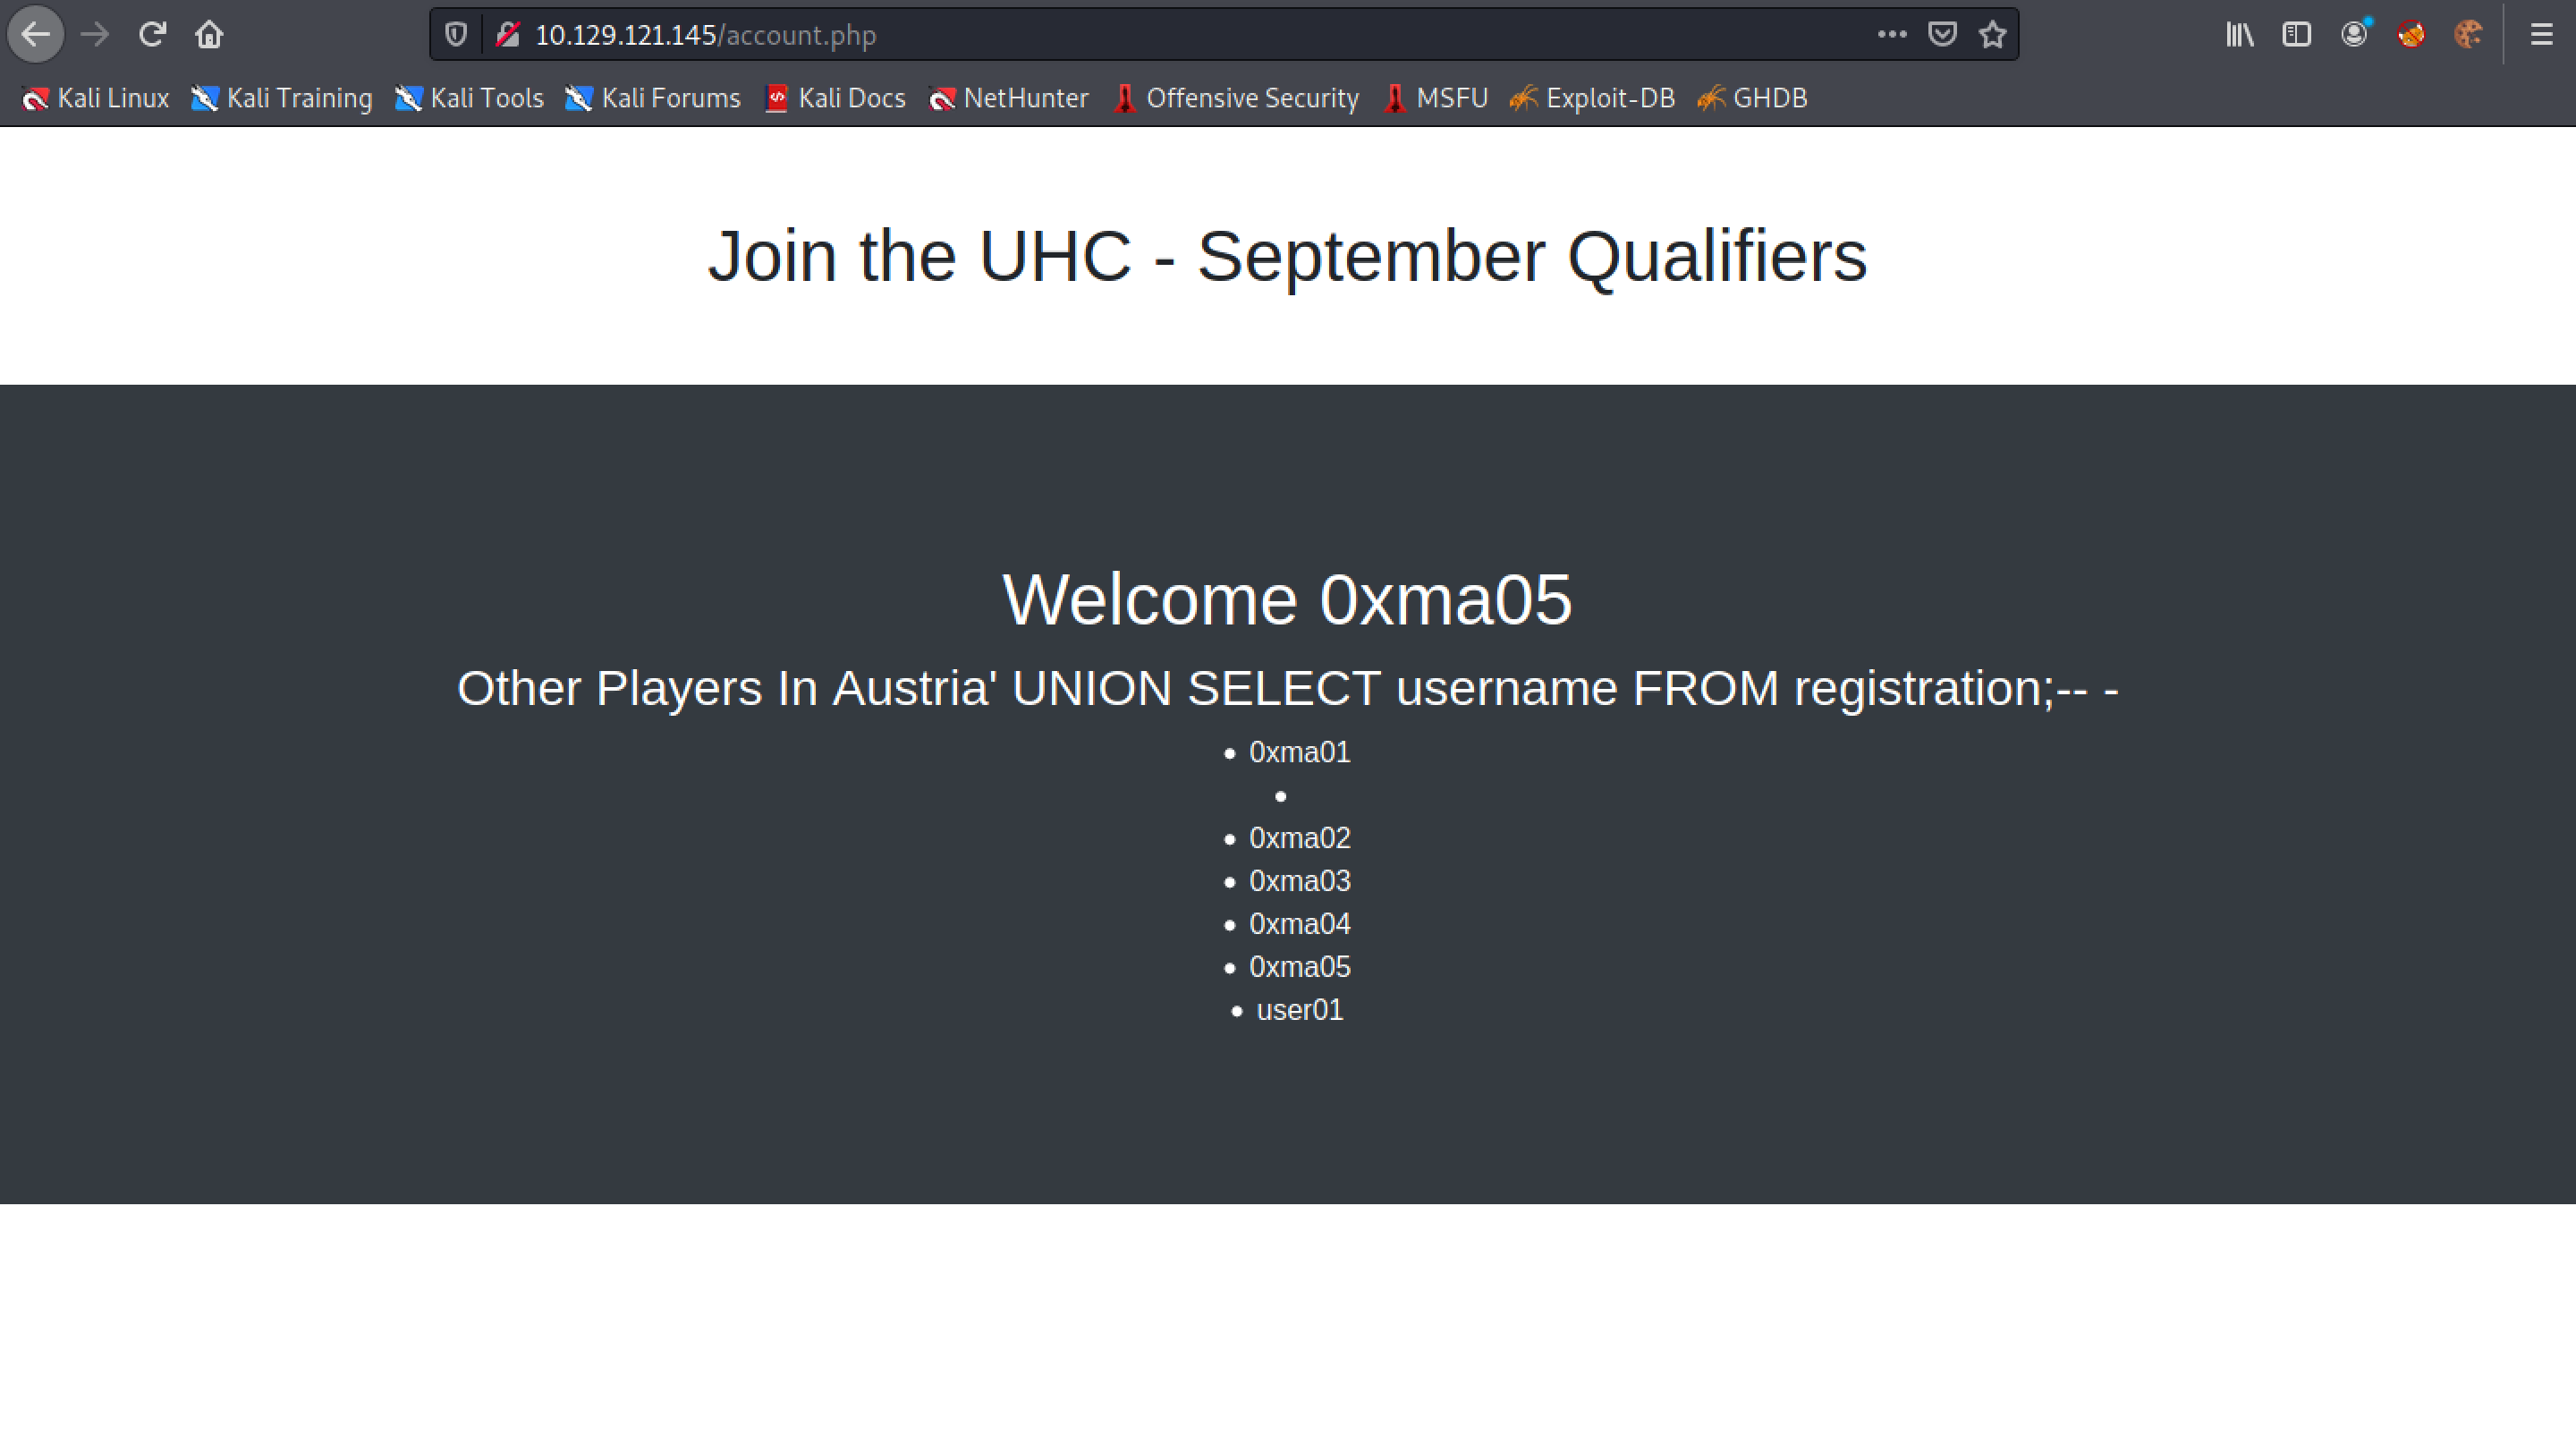 10.129.121.145/account.php
Kali Linux Kali Training Kali Tools Kali Forums Kali Docs NetHunter Offensive Security MSFU Exploit-DB GHDB
Join the UHC - September Qualifiers
Welcome 0xma05
Other Players In Austria' UNION SELECT username FROM registration;-- -
0xma01
0xma02
0xma03
0xma04
0xma05
user01